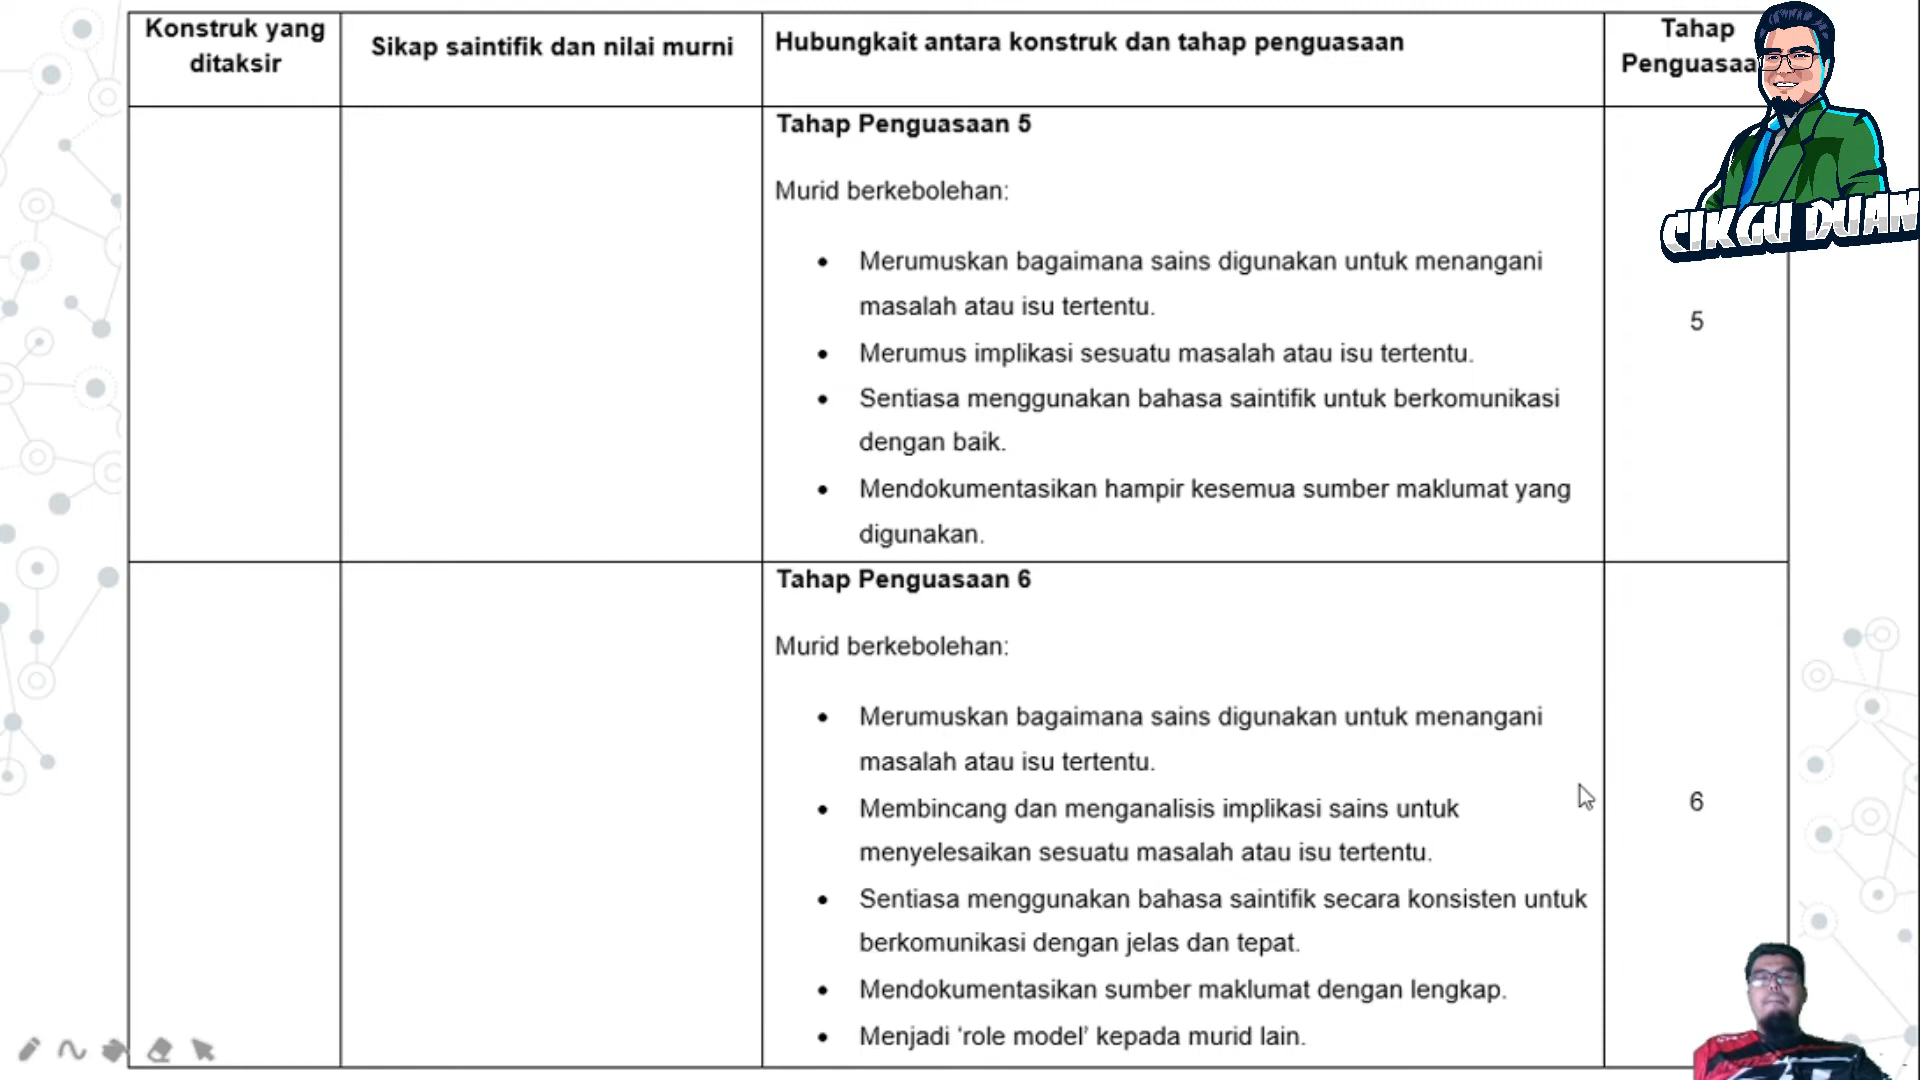 Konstruk yang
ditaksir
Sikap saintifik dan nilai murni
Hubungkait antara konstruk dan tahap penguasaan
Tahap
Penguasaa
Tahap Penguasaan 5
Murid berkebolehan:
• Merumuskan bagaimana sains digunakan untuk menangani
masalah atau isu tertentu.
• Merumus implikasi sesuatu masalah atau isu tertentu.
• Sentiasa menggunakan bahasa saintifik untuk berkomunikasi
dengan baik.
• Mendokumentasikan hampir kesemua sumber maklumat yang
digunakan.
5
Tahap Penguasaan 6
Murid berkebolehan:
• Merumuskan bagaimana sains digunakan untuk menangani
masalah atau isu tertentu.
• Membincang dan menganalisis implikasi sains untuk
menyelesaikan sesuatu masalah atau isu tertentu.
• Sentiasa menggunakan bahasa saintifik secara konsisten untuk
berkomunikasi dengan jelas dan tepat.
• Mendokumentasikan sumber maklumat dengan lengkap.
• Menjadi ‘role model’ kepada murid lain.
6
CIKGU DUAN